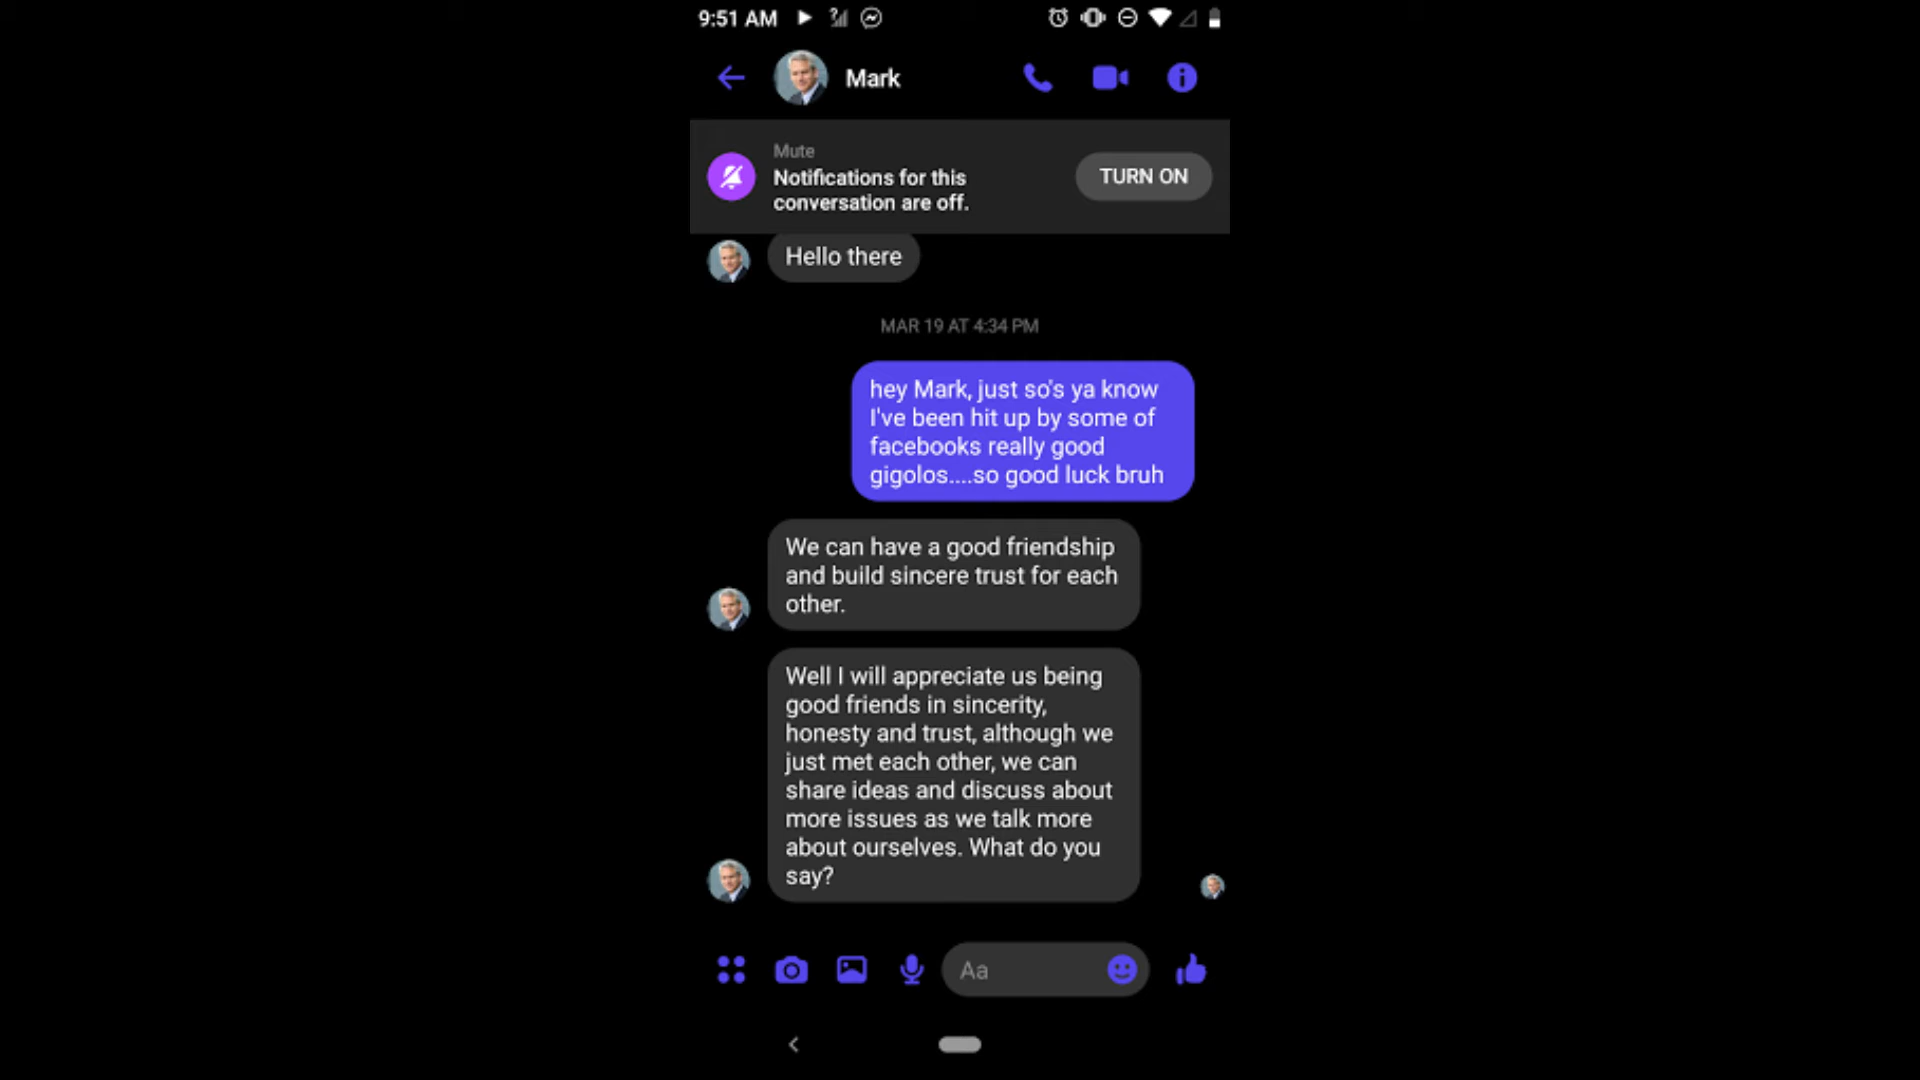 9:51 AM
Mark
Mute
Notifications for this
conversation are off.
TURN ON
Hello there
MAR 19 AT 4:34 PM
hey Mark, just so's ya know
I've been hit up by some of
facebooks really good
gigolos....so good luck bruh
We can have a good friendship
and build sincere trust for each
other.
Well I will appreciate us being
good friends in sincerity,
honesty and trust, although we
just met each other, we can
share ideas and discuss about
more issues as we talk more
about ourselves. What do you
say?
Aa